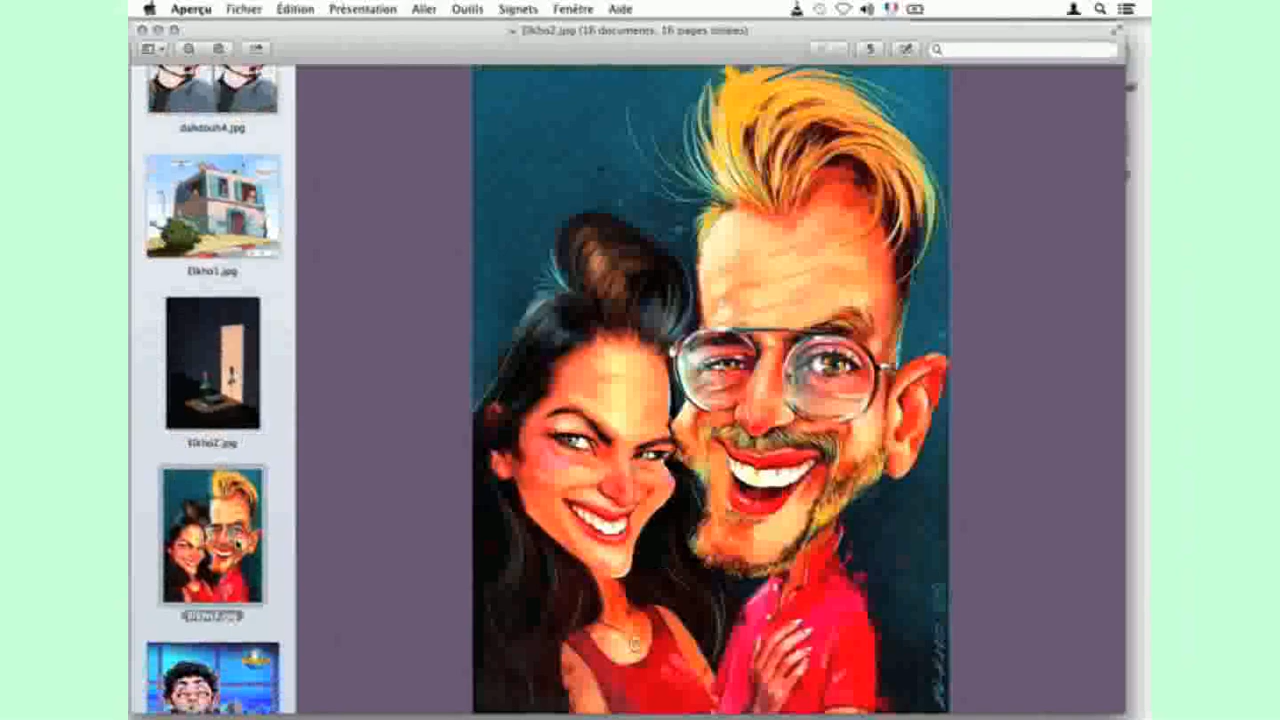 Aperçu Fichier Édition Présentation Aller Outils Signets Fenêtre Aide
Elkho2.jpg (16 documents, 16 pages totales)
dahdouh4.jpg
Elkho1.jpg
Elkho2.jpg